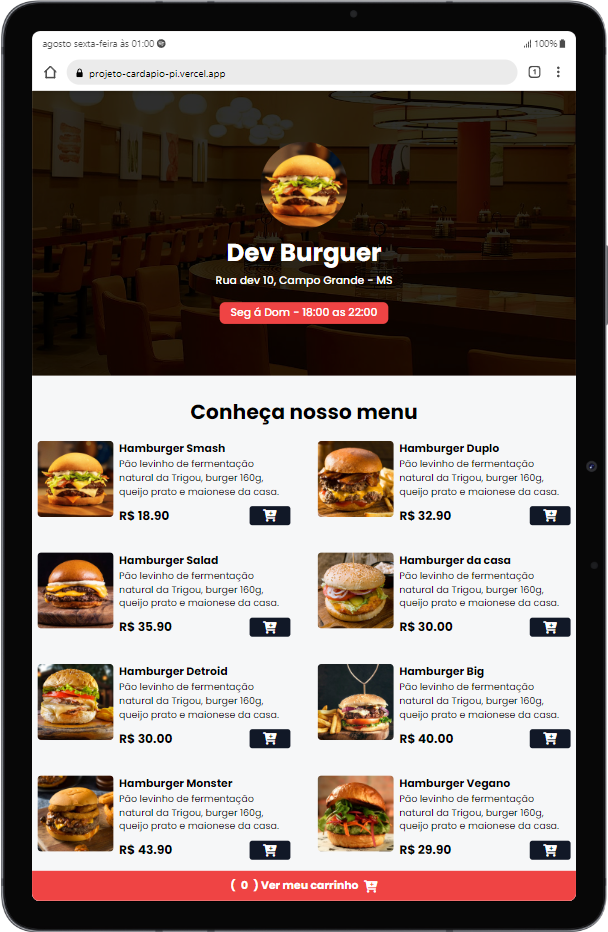 agosto sexta-feira às 01:00
100%
projeto-cardapio-pi.vercel.app
1
Dev Burguer
Rua dev 10, Campo Grande - MS
Seg á Dom - 18:00 as 22:00
Conheça nosso menu
Hamburger Smash
Pão levinho de fermentação
natural da Trigou, burger 160g,
queijo prato e maionese da casa.
R$ 18.90
Hamburger Duplo
Pão levinho de fermentação
natural da Trigou, burger 160g,
queijo prato e maionese da casa.
R$ 32.90
Hamburger Salad
Pão levinho de fermentação
natural da Trigou, burger 160g,
queijo prato e maionese da casa.
R$ 35.90
Hamburger da casa
Pão levinho de fermentação
natural da Trigou, burger 160g,
queijo prato e maionese da casa.
R$ 30.00
Hamburger Detroid
Pão levinho de fermentação
natural da Trigou, burger 160g,
queijo prato e maionese da casa.
R$ 30.00
Hamburger Big
Pão levinho de fermentação
natural da Trigou, burger 160g,
queijo prato e maionese da casa.
R$ 40.00
Hamburger Monster
Pão levinho de fermentação
natural da Trigou, burger 160g,
queijo prato e maionese da casa.
R$ 43.90
Hamburger Vegano
Pão levinho de fermentação
natural da Trigou, burger 160g,
queijo prato e maionese da casa.
R$ 29.90
( 0 ) Ver meu carrinho